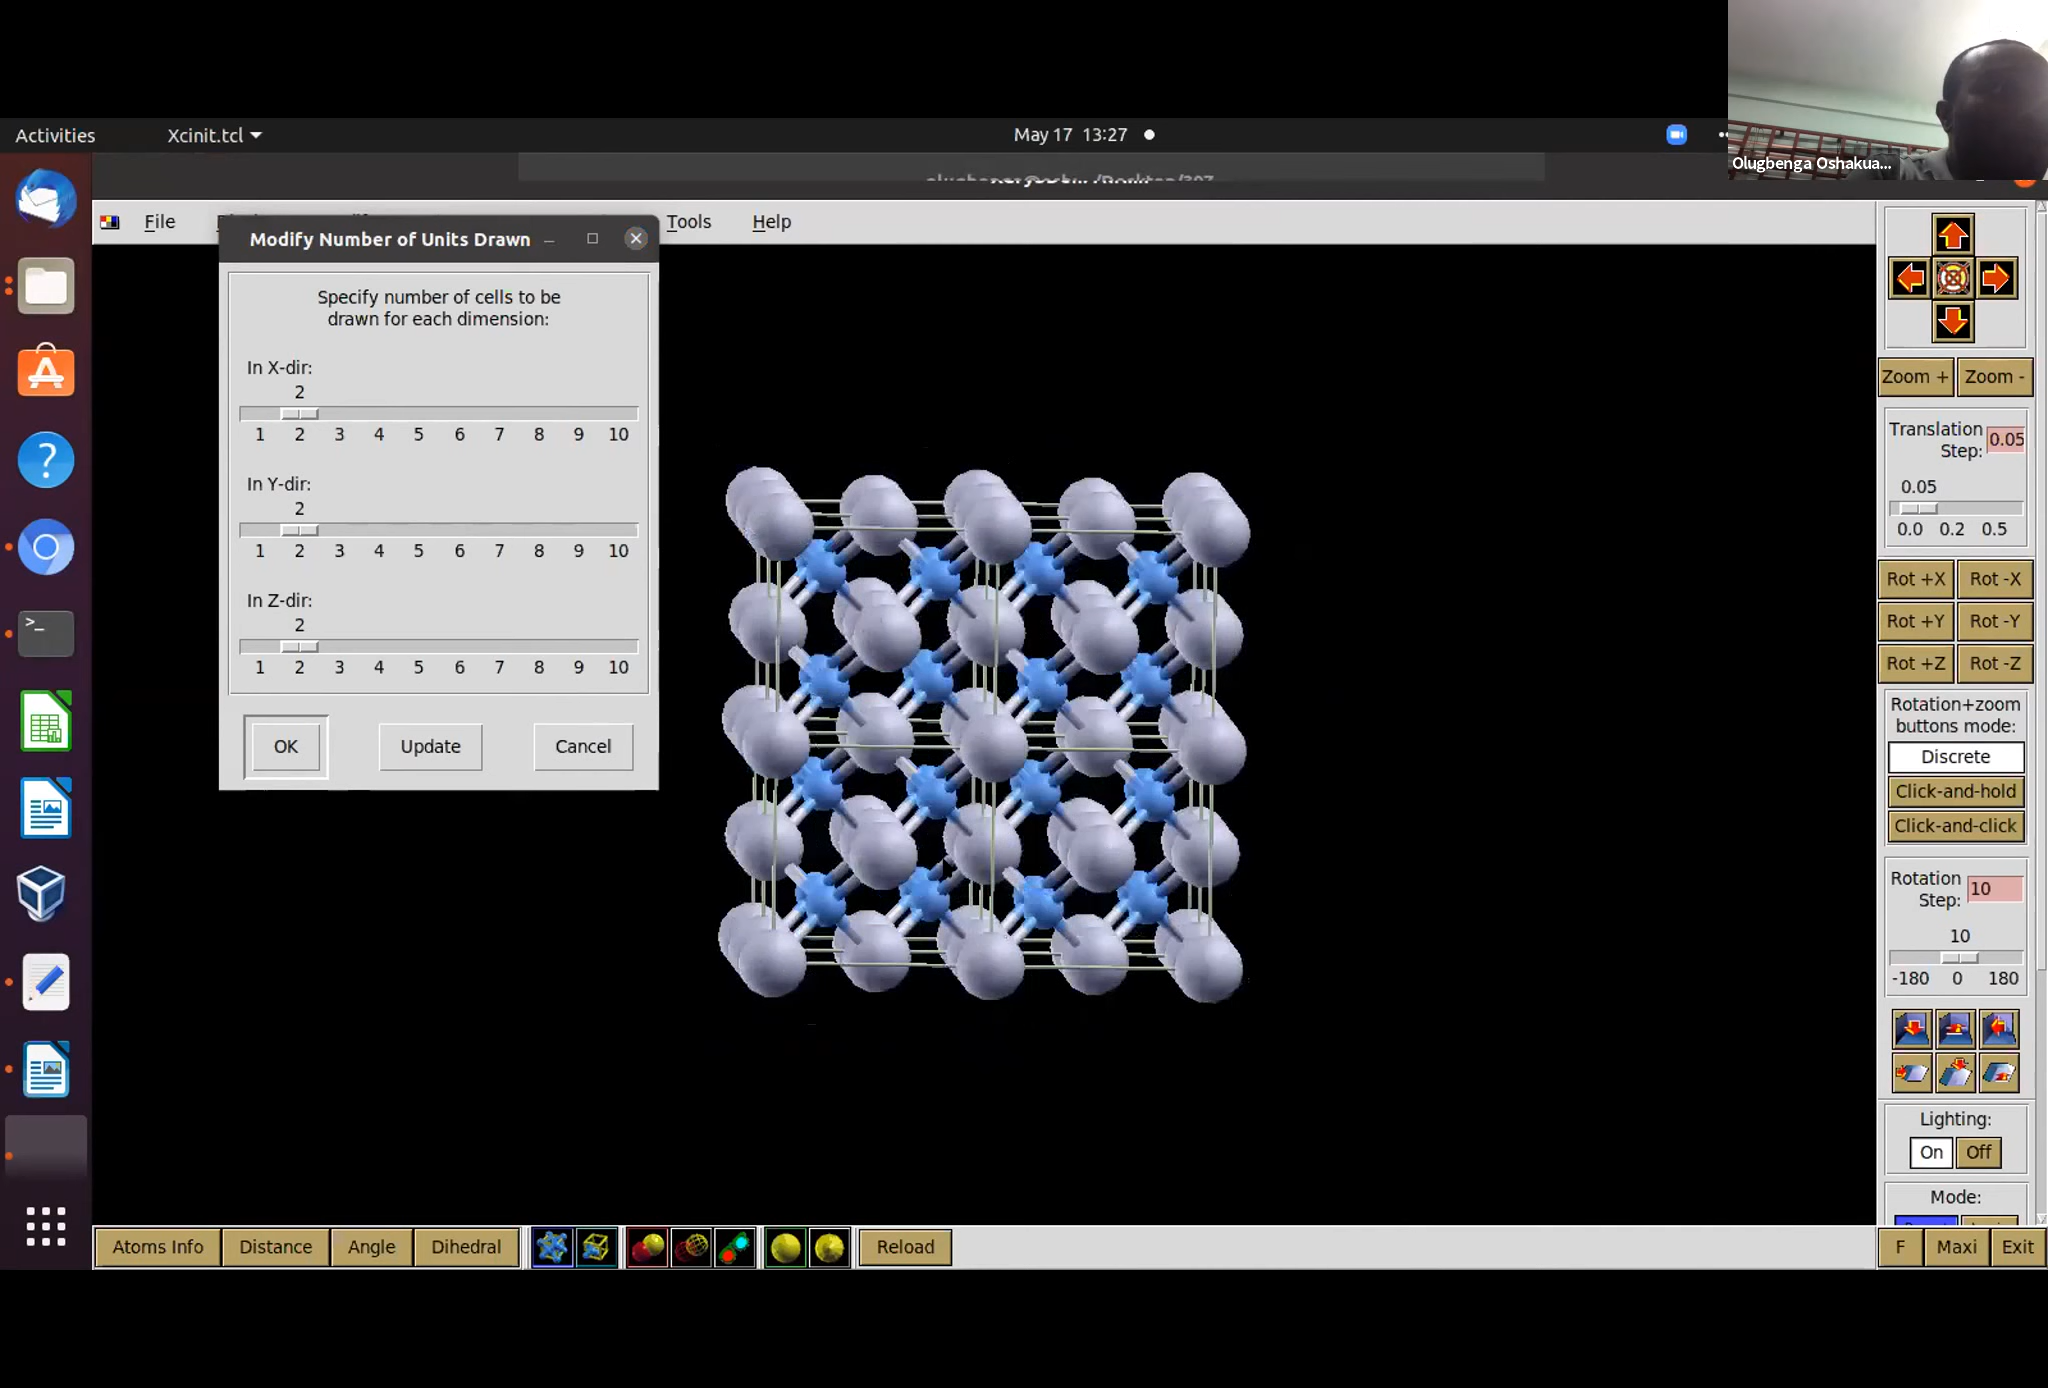 Activities
Xcinit.tcl
May 17 13:27
Olugbenga Oshakua...
File
Tools
Help
Modify Number of Units Drawn
Specify number of cells to be
drawn for each dimension:
In X-dir:
2
1 2 3 4 5 6 7 8 9 10
In Y-dir:
2
1 2 3 4 5 6 7 8 9 10
In Z-dir:
2
1 2 3 4 5 6 7 8 9 10
OK Update Cancel
Zoom + Zoom -
Translation
Step: 0.05
0.05
0.0 0.2 0.5
Rot +X Rot -X
Rot +Y Rot -Y
Rot +Z Rot -Z
Rotation+zoom
buttons mode:
Discrete
Click-and-hold
Click-and-click
Rotation
Step: 10
10
-180 0 180
Lighting:
On Off
Mode:
Atoms Info Distance Angle Dihedral Reload F Maxi Exit